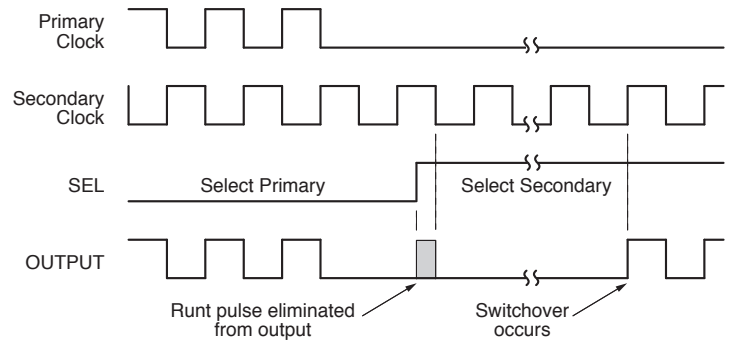 Primary
Clock
Secondary
Clock
SEL
Select Primary
Select Secondary
OUTPUT
Runt pulse eliminated
from output
Switchover
occurs